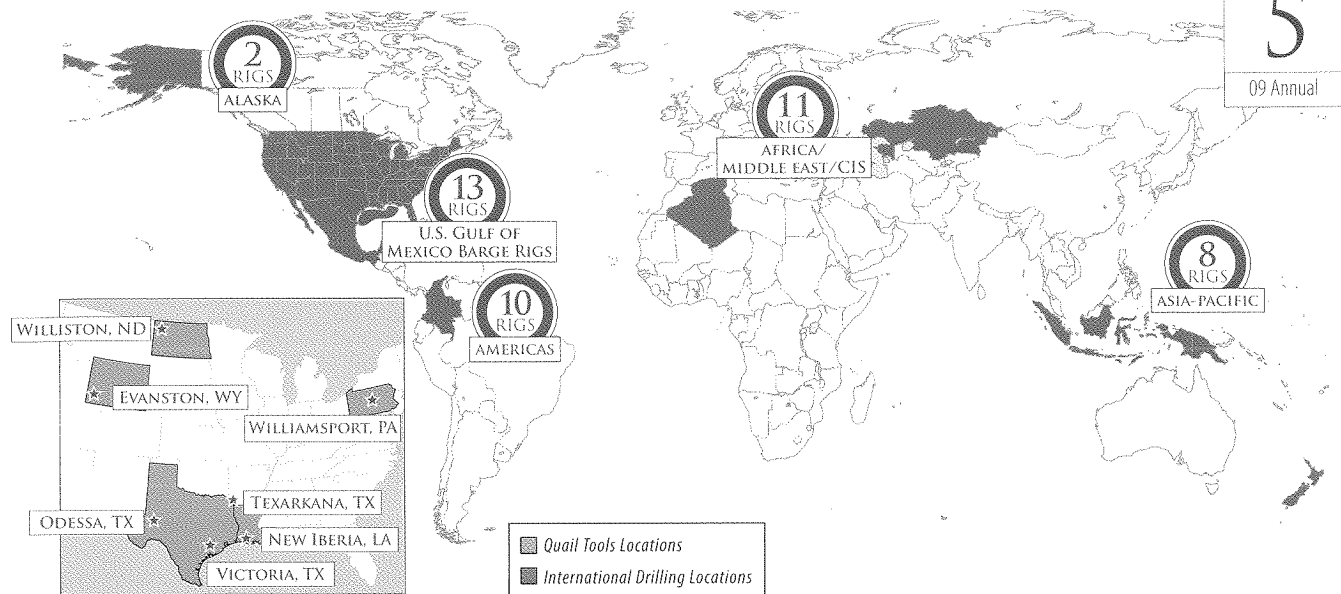 5
09 Annual
2
RIGS
ALASKA
11
RIGS
AFRICA/
MIDDLE EAST/CIS
13
RIGS
U.S. GULF OF
MEXICO BARGE RIGS
8
RIGS
ASIA-PACIFIC
10
RIGS
AMERICAS
WILLISTON, ND
EVANSTON, WY
WILLIAMSPORT, PA
TEXARKANA, TX
ODESSA, TX
NEW IBERIA, LA
VICTORIA, TX
Quail Tools Locations
International Drilling Locations